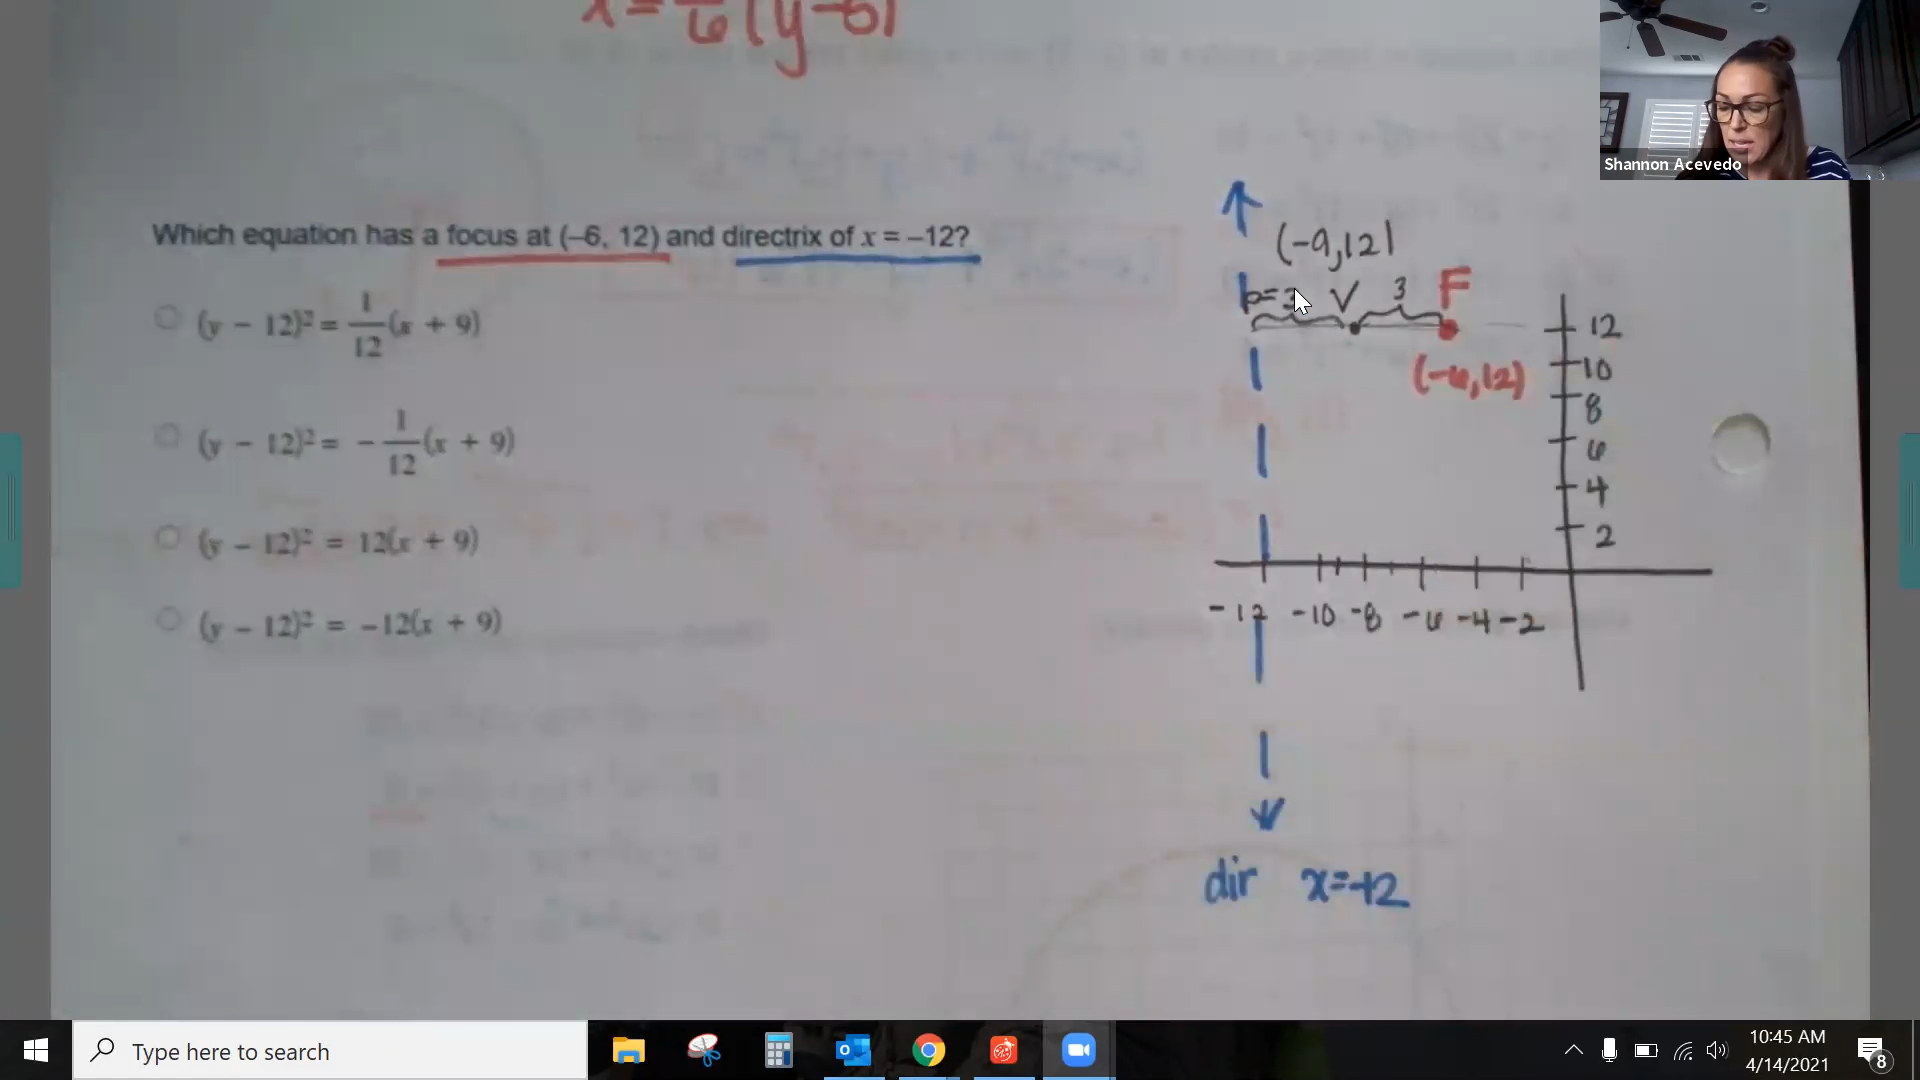 x = 1/6 (y-6)
Shannon Acevedo
Which equation has a focus at (–6, 12) and directrix of x = –12?
(y – 12)² = 1/12 (x + 9)
(y – 12)² = – 1/12 (x + 9)
(y – 12)² = 12(x + 9)
(y – 12)² = –12(x + 9)
(-9,12)
p=3 V 3 F
(-6,12)
12
10
8
6
4
2
-12 -10 -8 -6 -4 -2
dir x=-12
Type here to search
10:45 AM
4/14/2021
8